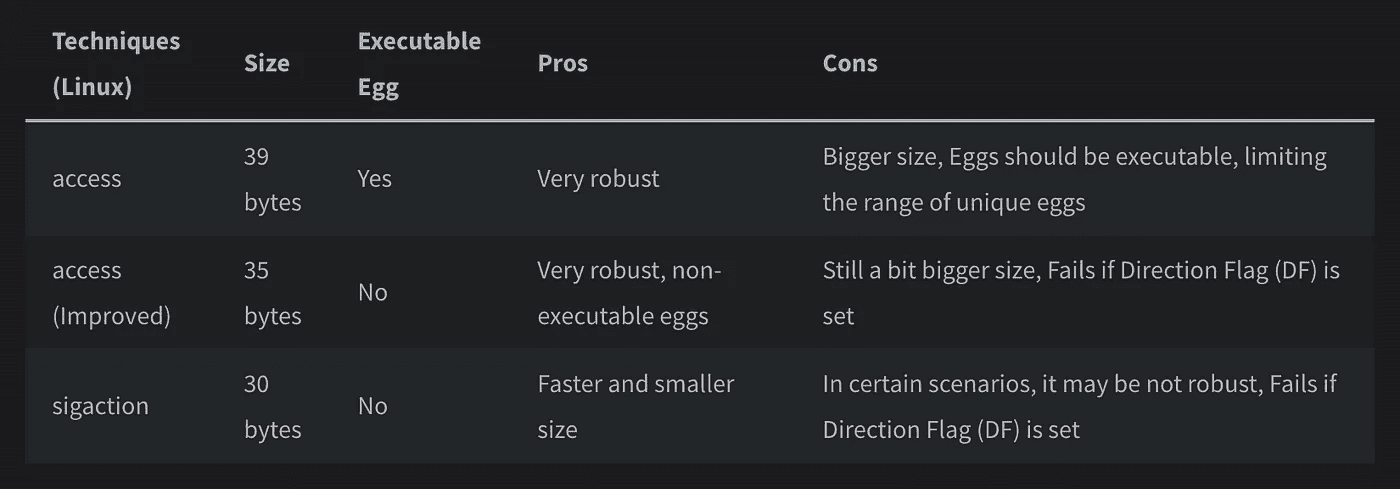 Techniques
(Linux)
Size
Executable
Egg
Pros
Cons
access
39
bytes
Yes
Very robust
Bigger size, Eggs should be executable, limiting
the range of unique eggs
access
(Improved)
35
bytes
No
Very robust, non-
executable eggs
Still a bit bigger size, Fails if Direction Flag (DF) is
set
sigaction
30
bytes
No
Faster and smaller
size
In certain scenarios, it may be not robust, Fails if
Direction Flag (DF) is set